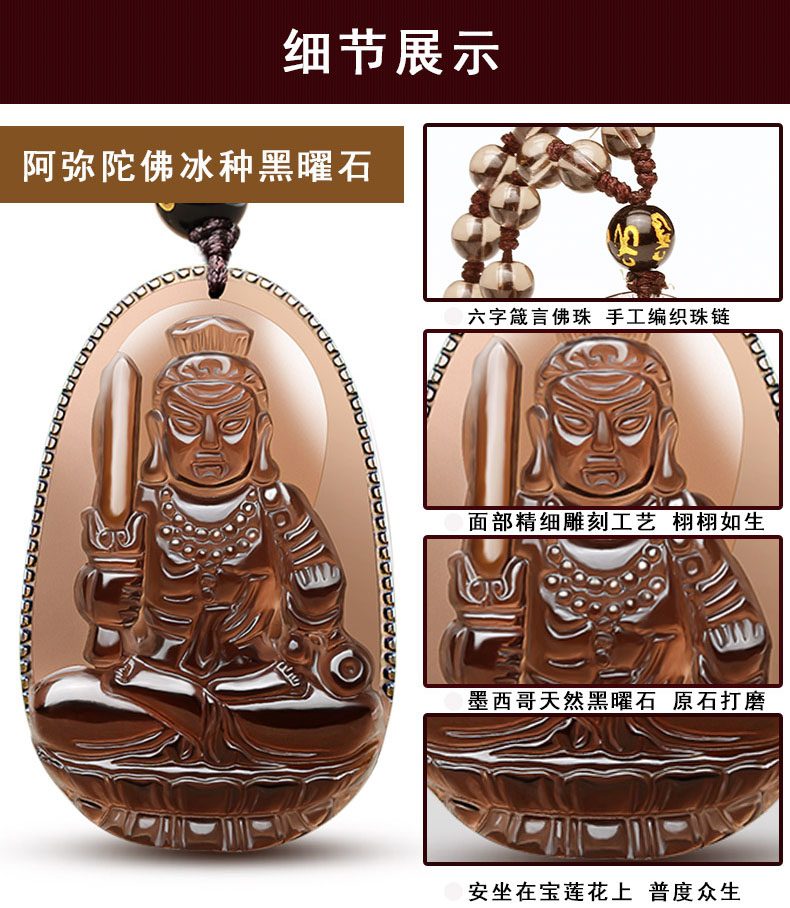 细节展示
阿弥陀佛冰种黑曜石
六字箴言佛珠 手工编织珠链
面部精细雕刻工艺 栩栩如生
墨西哥天然黑曜石 原石打磨
安坐在宝莲花上 普度众生